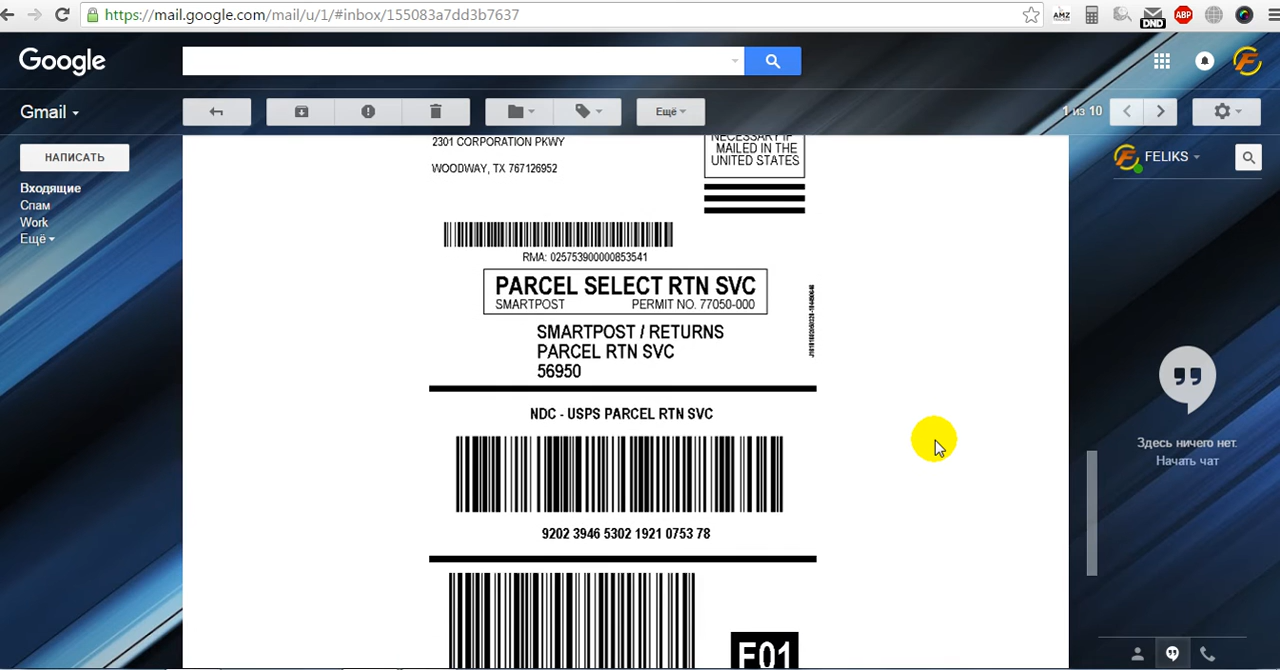 https://mail.google.com/mail/u/1/#inbox/155083a7dd3b7637
AMZ
DND
ABP
Google
Gmail
Ещё
1 из 10
НАПИСАТЬ
Входящие
Спам
Work
Ещё
FELIKS
2301 CORPORATION PKWY
WOODWAY, TX 767126952
NECESSARY IF
MAILED IN THE
UNITED STATES
RMA: 025753900000853541
PARCEL SELECT RTN SVC
SMARTPOST PERMIT NO. 77050-000
SMARTPOST / RETURNS
PARCEL RTN SVC
56950
NDC - USPS PARCEL RTN SVC
9202 3946 5302 1921 0753 78
F01
Здесь ничего нет.
Начать чат